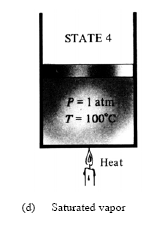 STATE 4
P = 1 atm
T = 100°C
Heat
(d) Saturated vapor